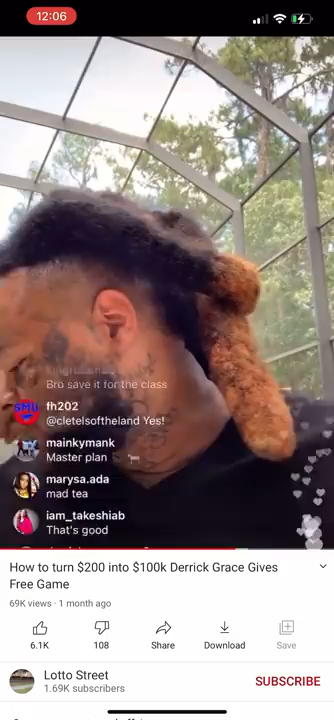 12:06
Bro save it for the class
SMU
fh202
@cletelsoftheland Yes!
mainkymank
Master plan
marysa.ada
mad tea
iam_takeshiab
That's good
How to turn $200 into $100k Derrick Grace Gives
Free Game
69K views · 1 month ago
6.1K
108
Share
Download
Save
Lotto Street
1.69K subscribers
SUBSCRIBE